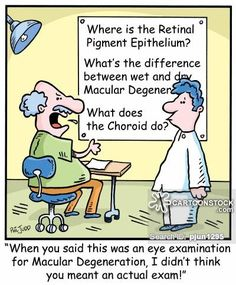 Where is the Retinal
Pigment Epithelium?
What's the difference
between wet and dry
Macular Degener
What does
the Choroid do?
CARTOONSTOCK
.com
Search ID: pjun1295
"When you said this was an eye examination
for Macular Degeneration, I didn't think
you meant an actual exam!"